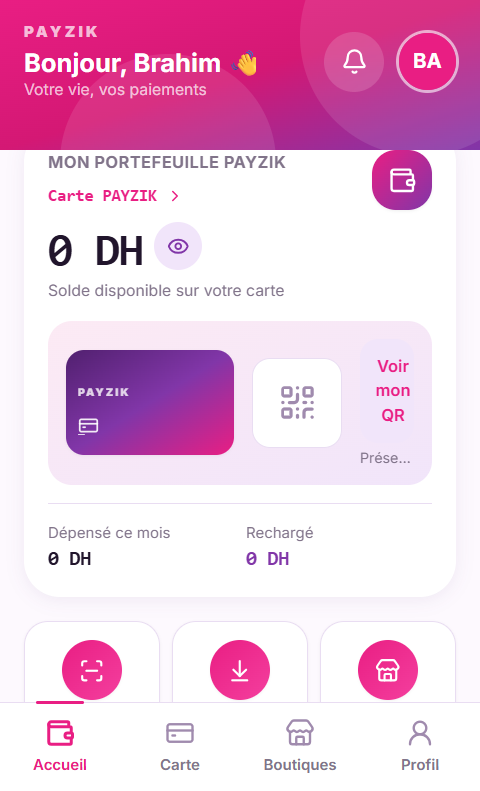 PAYZIK
Bonjour, Brahim 👋
Votre vie, vos paiements
BA
MON PORTEFEUILLE PAYZIK
Carte PAYZIK
0 DH
Solde disponible sur votre carte
PAYZIK
Voir
mon
QR
Prése...
Dépensé ce mois
0 DH
Rechargé
0 DH
Accueil
Carte
Boutiques
Profil